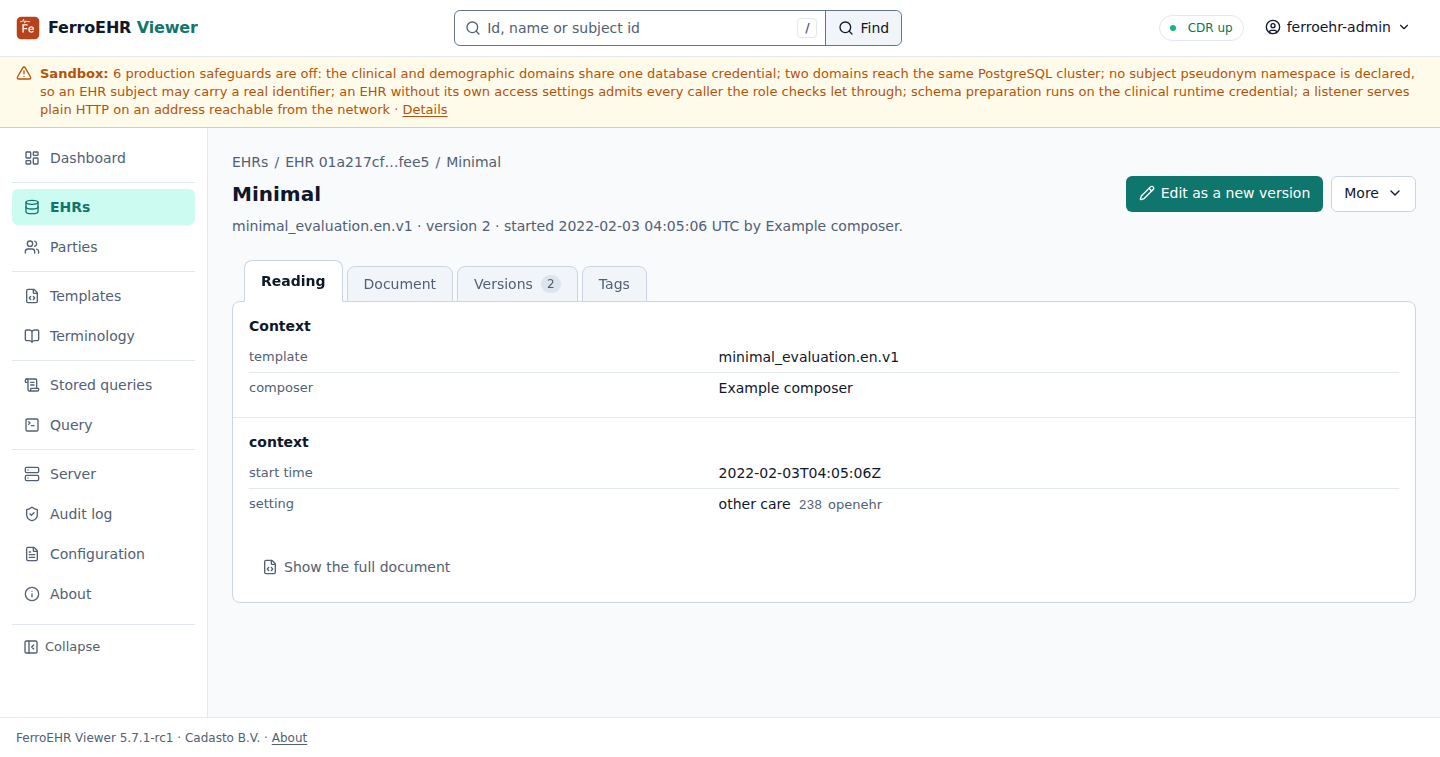 Fe FerroEHR Viewer
Id, name or subject id / Find
CDR up
ferroehr-admin
Sandbox: 6 production safeguards are off: the clinical and demographic domains share one database credential; two domains reach the same PostgreSQL cluster; no subject pseudonym namespace is declared,
so an EHR subject may carry a real identifier; an EHR without its own access settings admits every caller the role checks let through; schema preparation runs on the clinical runtime credential; a listener serves
plain HTTP on an address reachable from the network · Details
Dashboard
EHRs
Parties
Templates
Terminology
Stored queries
Query
Server
Audit log
Configuration
About
Collapse
EHRs / EHR 01a217cf…fee5 / Minimal
Minimal
Edit as a new version
More
minimal_evaluation.en.v1 · version 2 · started 2022-02-03 04:05:06 UTC by Example composer.
Reading
Document
Versions 2
Tags
Context
template minimal_evaluation.en.v1
composer Example composer
context
start time 2022-02-03T04:05:06Z
setting other care 238 openehr
Show the full document
FerroEHR Viewer 5.7.1-rc1 · Cadasto B.V. · About